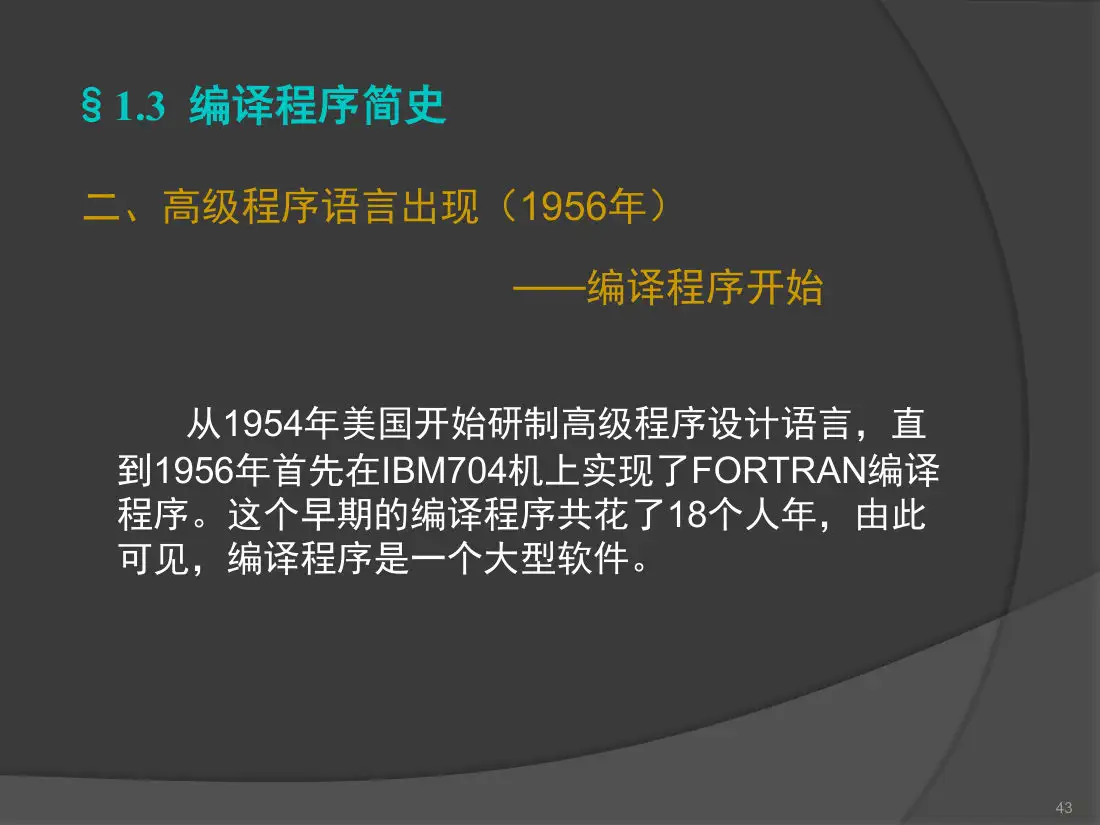 §1.3 编译程序简史
二、高级程序语言出现（1956年）
——编译程序开始
从1954年美国开始研制高级程序设计语言，直
到1956年首先在IBM704机上实现了FORTRAN编译
程序。这个早期的编译程序共花了18个人年，由此
可见，编译程序是一个大型软件。
43